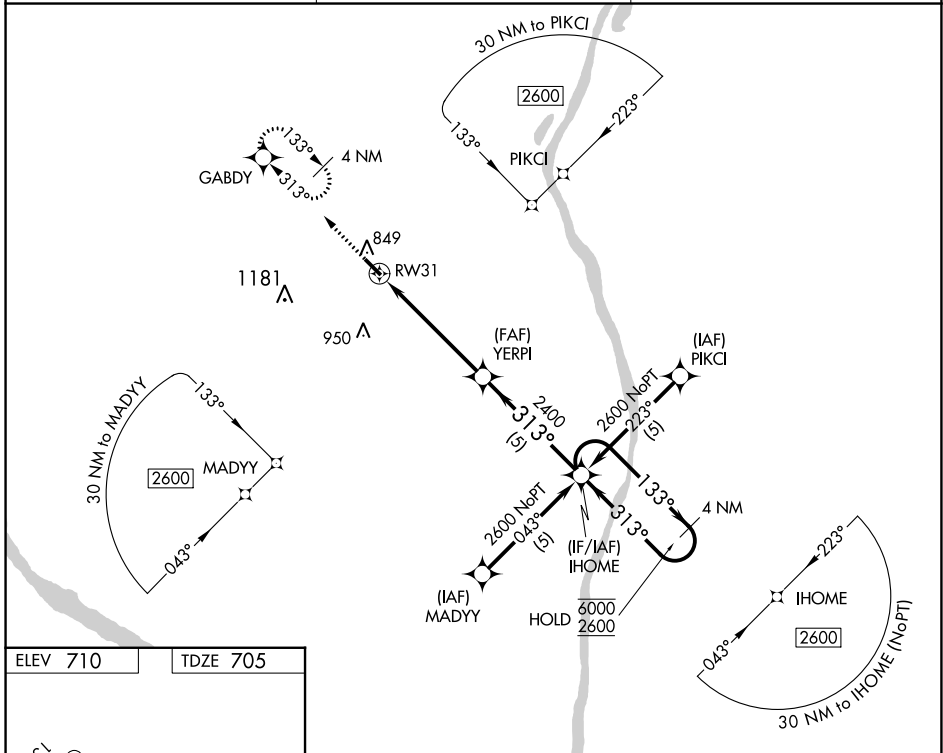 30 NM to PIKCI
2600
133°
223°
PIKCI
133°
4 NM
313°
GABDY
849
RW31
1181
950
(FAF)
YERPI
(IAF)
PIKCI
30 NM to MADYY
133°
2600
MADYY
043°
2400
313°
(5)
2600 NoPT
223°
(5)
2600 NoPT
043°
(5)
133°
4 NM
313°
(IF/IAF)
IHOME
(IAF)
MADYY
HOLD
6000
2600
223°
IHOME
043°
2600
30 NM to IHOME (NoPT)
ELEV 710
TDZE 705